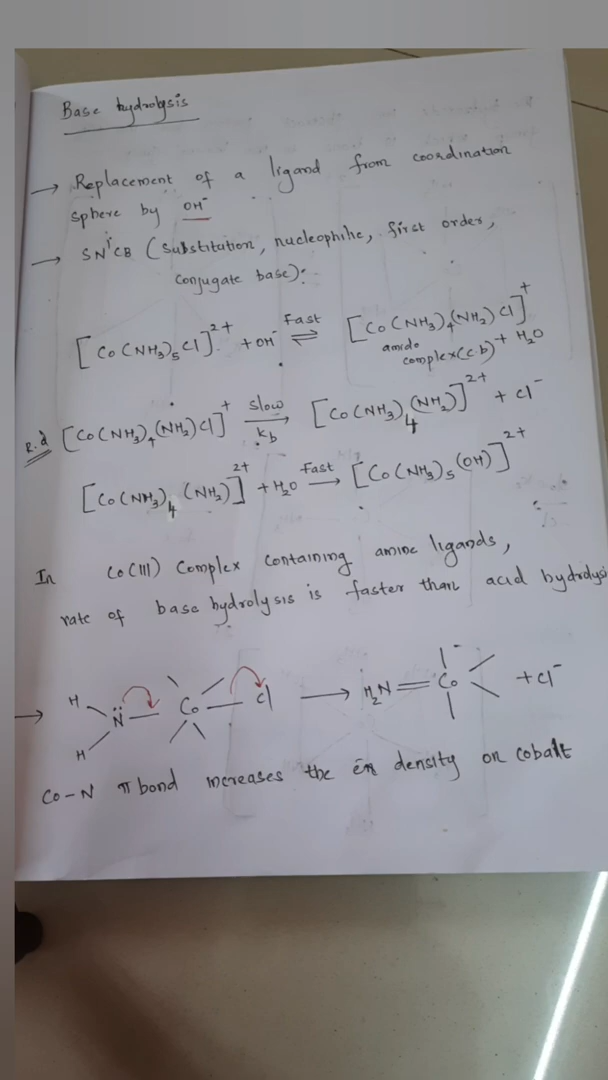 Base hydrolysis
→ Replacement of a ligand from coordination
sphere by OH⁻
→ SN¹CB (Substitution, nucleophilic, first order,
conjugate base):
[Co(NH₃)₅Cl]²⁺ + OH⁻ ⇌ Fast [Co(NH₃)₄(NH₂)Cl]⁺ + H₂O
amido
complex(c.b)
R.d [Co(NH₃)₄(NH₂)Cl]⁺ slow → k_b [Co(NH₃)₄(NH₂)]²⁺ + Cl⁻
[Co(NH₃)₄(NH₂)]²⁺ + H₂O Fast → [Co(NH₃)₅(OH)]²⁺
In Co(III) Complex containing amine ligands,
rate of base hydrolysis is faster than acid hydrolysi
→ H H N̈ — Co — Cl → H₂N = Co⁻ + Cl⁻
Co-N π bond increases the density on cobalt